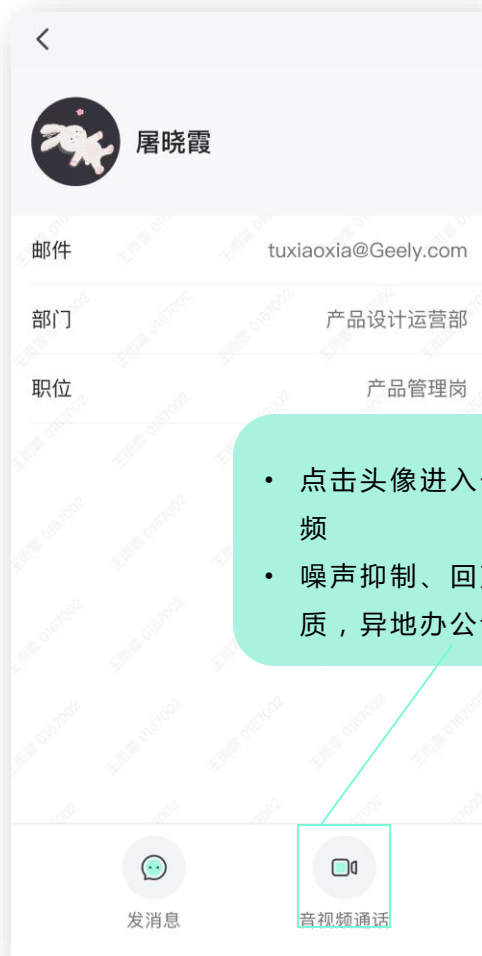 屠晓霞
邮件 tuxiaoxia@Geely.com
部门 产品设计运营部
职位 产品管理岗
• 点击头像进入
频
• 噪声抑制、回
质，异地办公
发消息 音视频通话